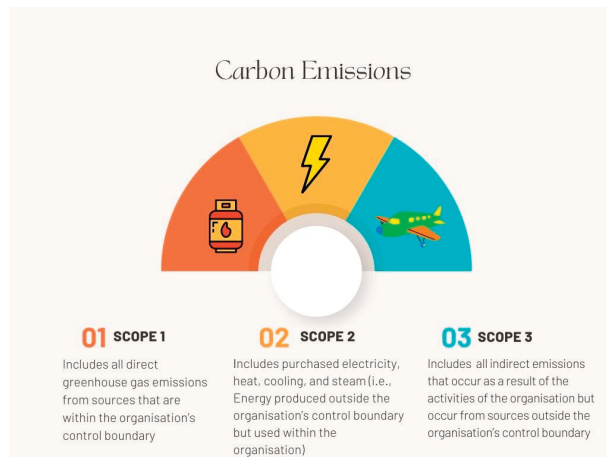 Carbon Emissions
01 SCOPE 1
Includes all direct
greenhouse gas emissions
from sources that are
within the organisation's
control boundary
02 SCOPE 2
Includes purchased electricity,
heat, cooling, and steam (i.e.,
Energy produced outside the
organisation's control boundary
but used within the
organisation)
03 SCOPE 3
Includes all indirect emissions
that occur as a result of the
activities of the organisation but
occur from sources outside the
organisation's control boundary